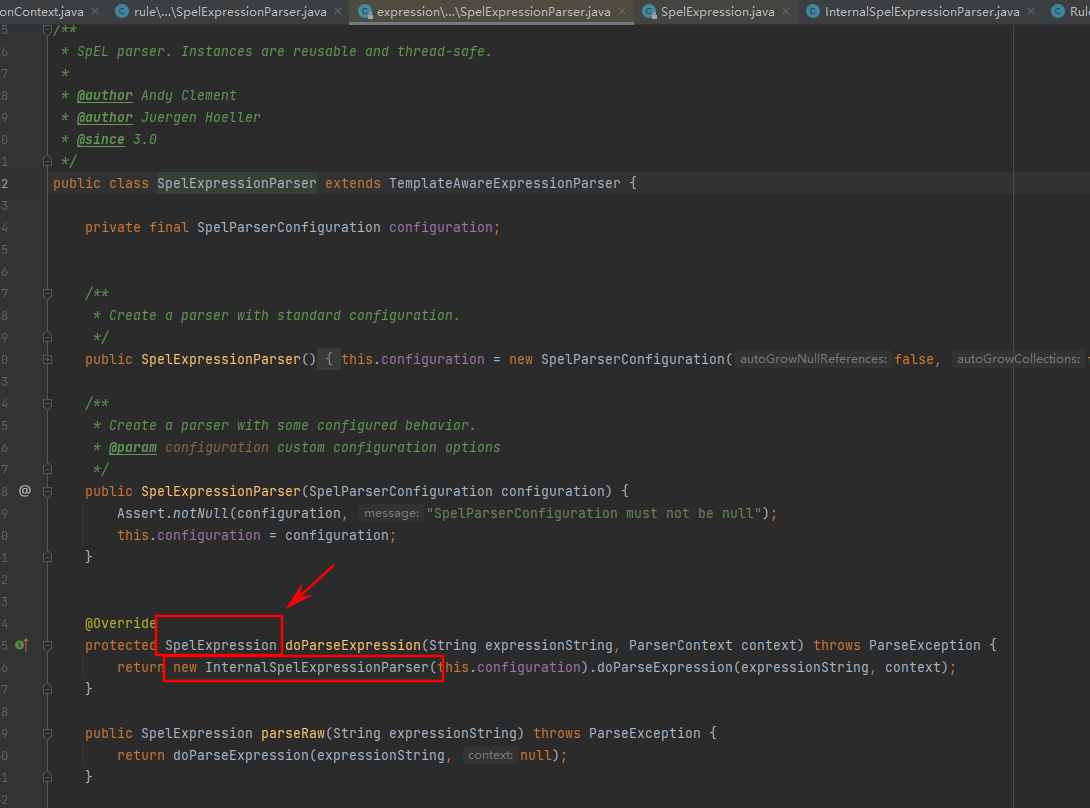 onContext.java × rule\...\SpelExpressionParser.java × expression\...\SpelExpressionParser.java × SpelExpression.java × InternalSpelExpressionParser.java ×
5 /**
6 * SpEL parser. Instances are reusable and thread-safe.
7 *
8 * @author Andy Clement
9 * @author Juergen Hoeller
0 * @since 3.0
1 */
2 public class SpelExpressionParser extends TemplateAwareExpressionParser {
3
4 private final SpelParserConfiguration configuration;
5
6
7 /**
8 * Create a parser with standard configuration.
9 */
0 public SpelExpressionParser() { this.configuration = new SpelParserConfiguration( autoGrowNullReferences: false, autoGrowCollections:
3
4 /**
5 * Create a parser with some configured behavior.
6 * @param configuration custom configuration options
7 */
8 @ public SpelExpressionParser(SpelParserConfiguration configuration) {
9 Assert.notNull(configuration, message: "SpelParserConfiguration must not be null");
0 this.configuration = configuration;
1 }
2
3
4 @Override
5 protected SpelExpression doParseExpression(String expressionString, ParserContext context) throws ParseException {
6 return new InternalSpelExpressionParser(this.configuration).doParseExpression(expressionString, context);
7 }
8
9 public SpelExpression parseRaw(String expressionString) throws ParseException {
0 return doParseExpression(expressionString, context: null);
1 }
2